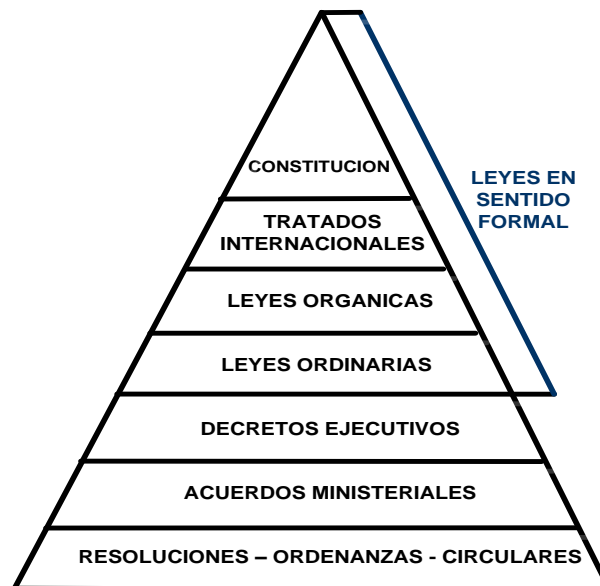 CONSTITUCION
LEYES EN
SENTIDO
FORMAL
TRATADOS
INTERNACIONALES
LEYES ORGANICAS
LEYES ORDINARIAS
DECRETOS EJECUTIVOS
ACUERDOS MINISTERIALES
RESOLUCIONES – ORDENANZAS - CIRCULARES